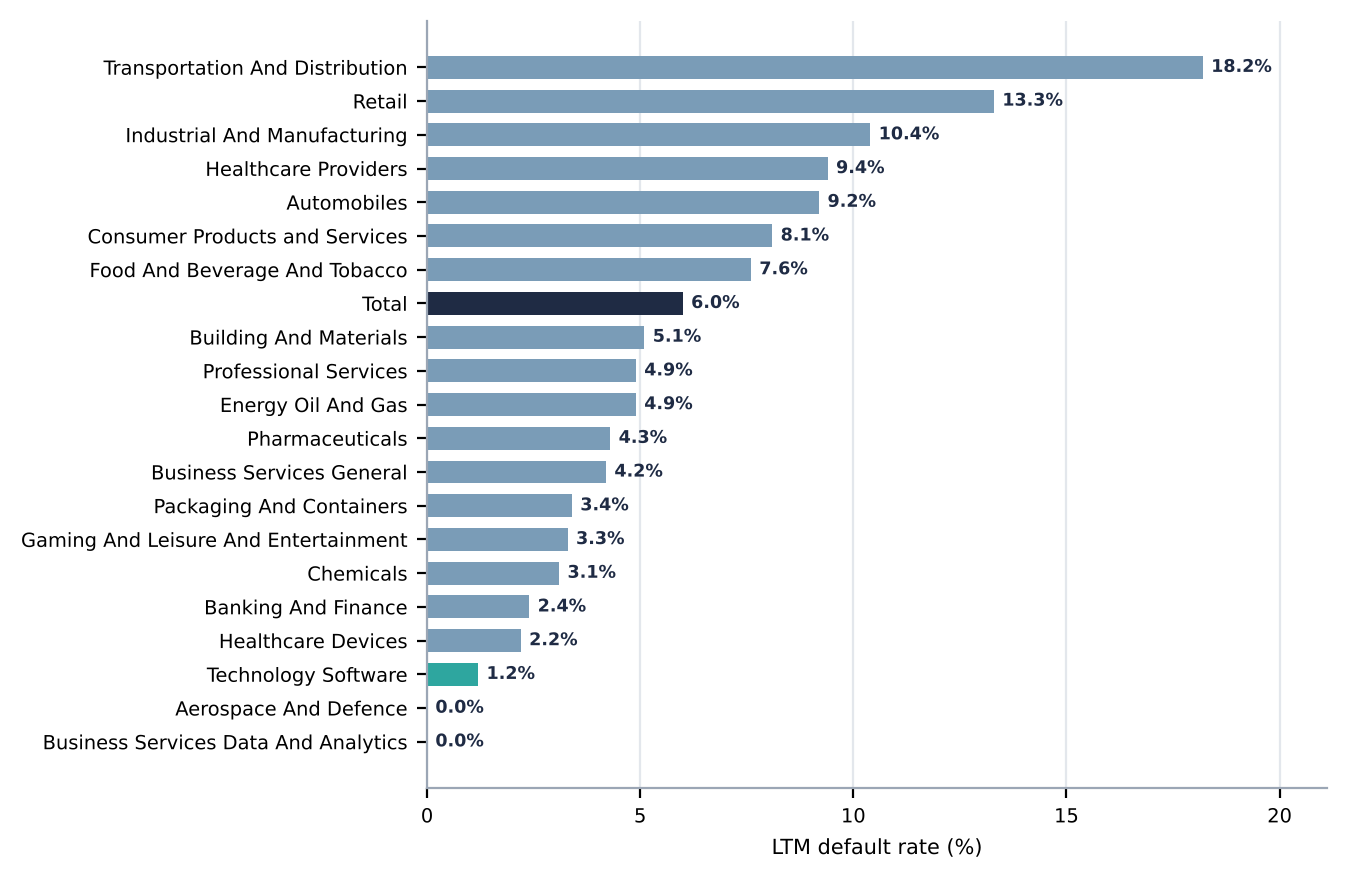 Transportation And Distribution 18.2%
Retail 13.3%
Industrial And Manufacturing 10.4%
Healthcare Providers 9.4%
Automobiles 9.2%
Consumer Products and Services 8.1%
Food And Beverage And Tobacco 7.6%
Total 6.0%
Building And Materials 5.1%
Professional Services 4.9%
Energy Oil And Gas 4.9%
Pharmaceuticals 4.3%
Business Services General 4.2%
Packaging And Containers 3.4%
Gaming And Leisure And Entertainment 3.3%
Chemicals 3.1%
Banking And Finance 2.4%
Healthcare Devices 2.2%
Technology Software 1.2%
Aerospace And Defence 0.0%
Business Services Data And Analytics 0.0%
0 5 10 15 20
LTM default rate (%)